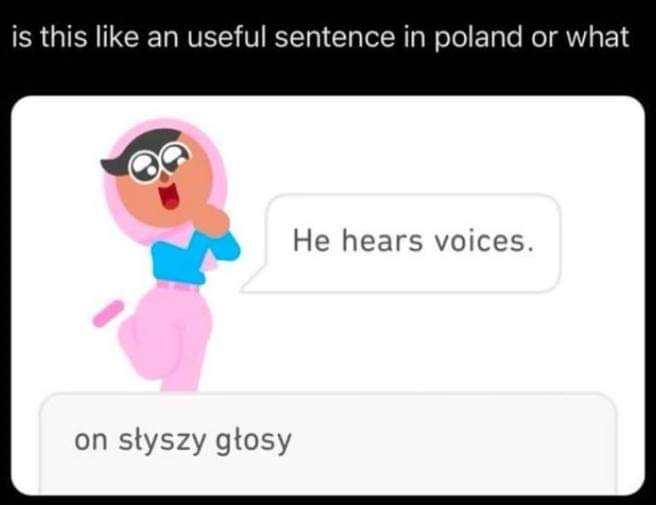 is this like an useful sentence in poland or what
He hears voices.
on słyszy głosy